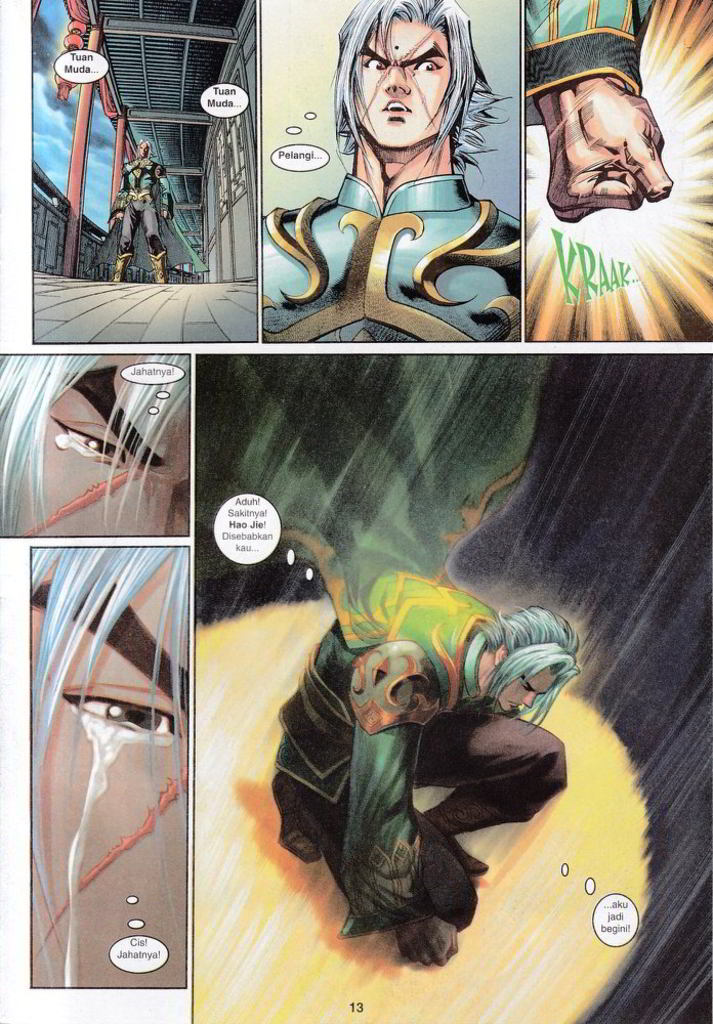 Tuan
Muda...
Tuan
Muda...
Pelangi...
KRAAK...
Jahatnya!
Aduh!
Sakitnya!
Hao Jie!
Disebabkan
kau...
Cis!
Jahatnya!
...aku
jadi
begini!
13